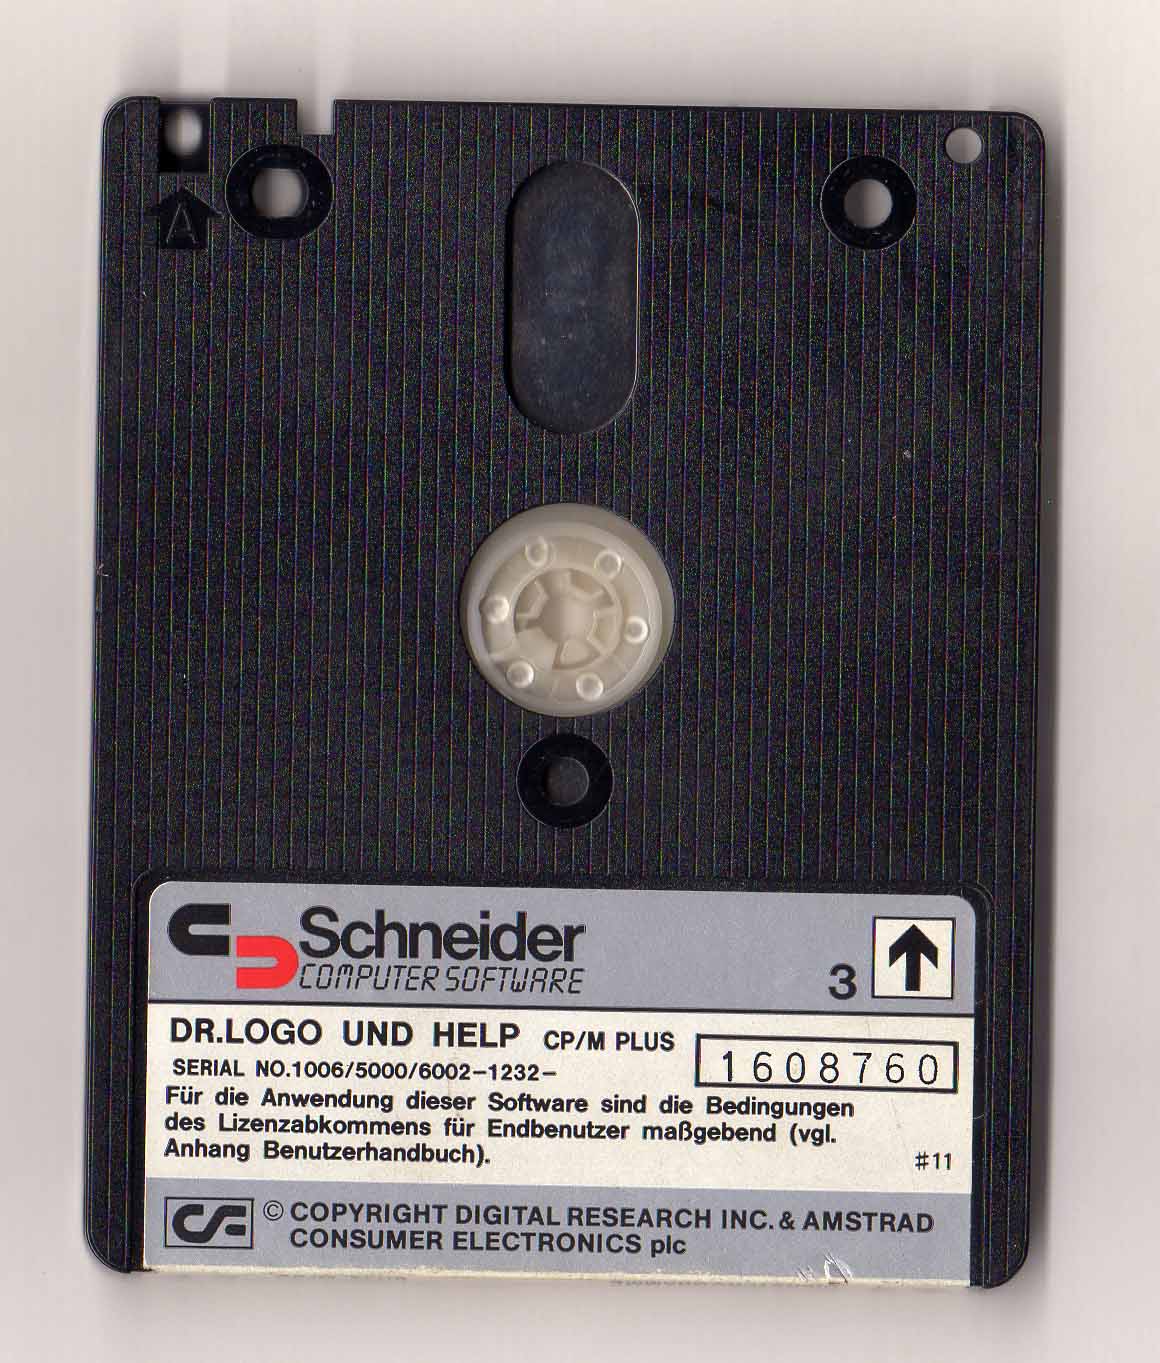 A
Schneider
COMPUTER SOFTWARE
3
DR.LOGO UND HELP CP/M PLUS
1608760
SERIAL NO.1006/5000/6002-1232-
Für die Anwendung dieser Software sind die Bedingungen
des Lizenzabkommens für Endbenutzer maßgebend (vgl.
Anhang Benutzerhandbuch).
#11
CF
© COPYRIGHT DIGITAL RESEARCH INC. & AMSTRAD
CONSUMER ELECTRONICS plc